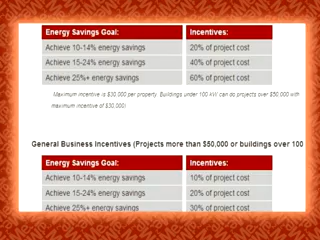 Energy Savings Goal: Incentives:
Achieve 10-14% energy savings 20% of project cost
Achieve 15-24% energy savings 40% of project cost
Achieve 25%+ energy savings 60% of project cost
Maximum incentive is $30,000 per property. Buildings under 100 kW can do projects over $50,000 with
maximum incentive of $30,000)
General Business Incentives (Projects more than $50,000 or buildings over 100
Energy Savings Goal: Incentives:
Achieve 10-14% energy savings 10% of project cost
Achieve 15-24% energy savings 20% of project cost
Achieve 25%+ energy savings 30% of project cost